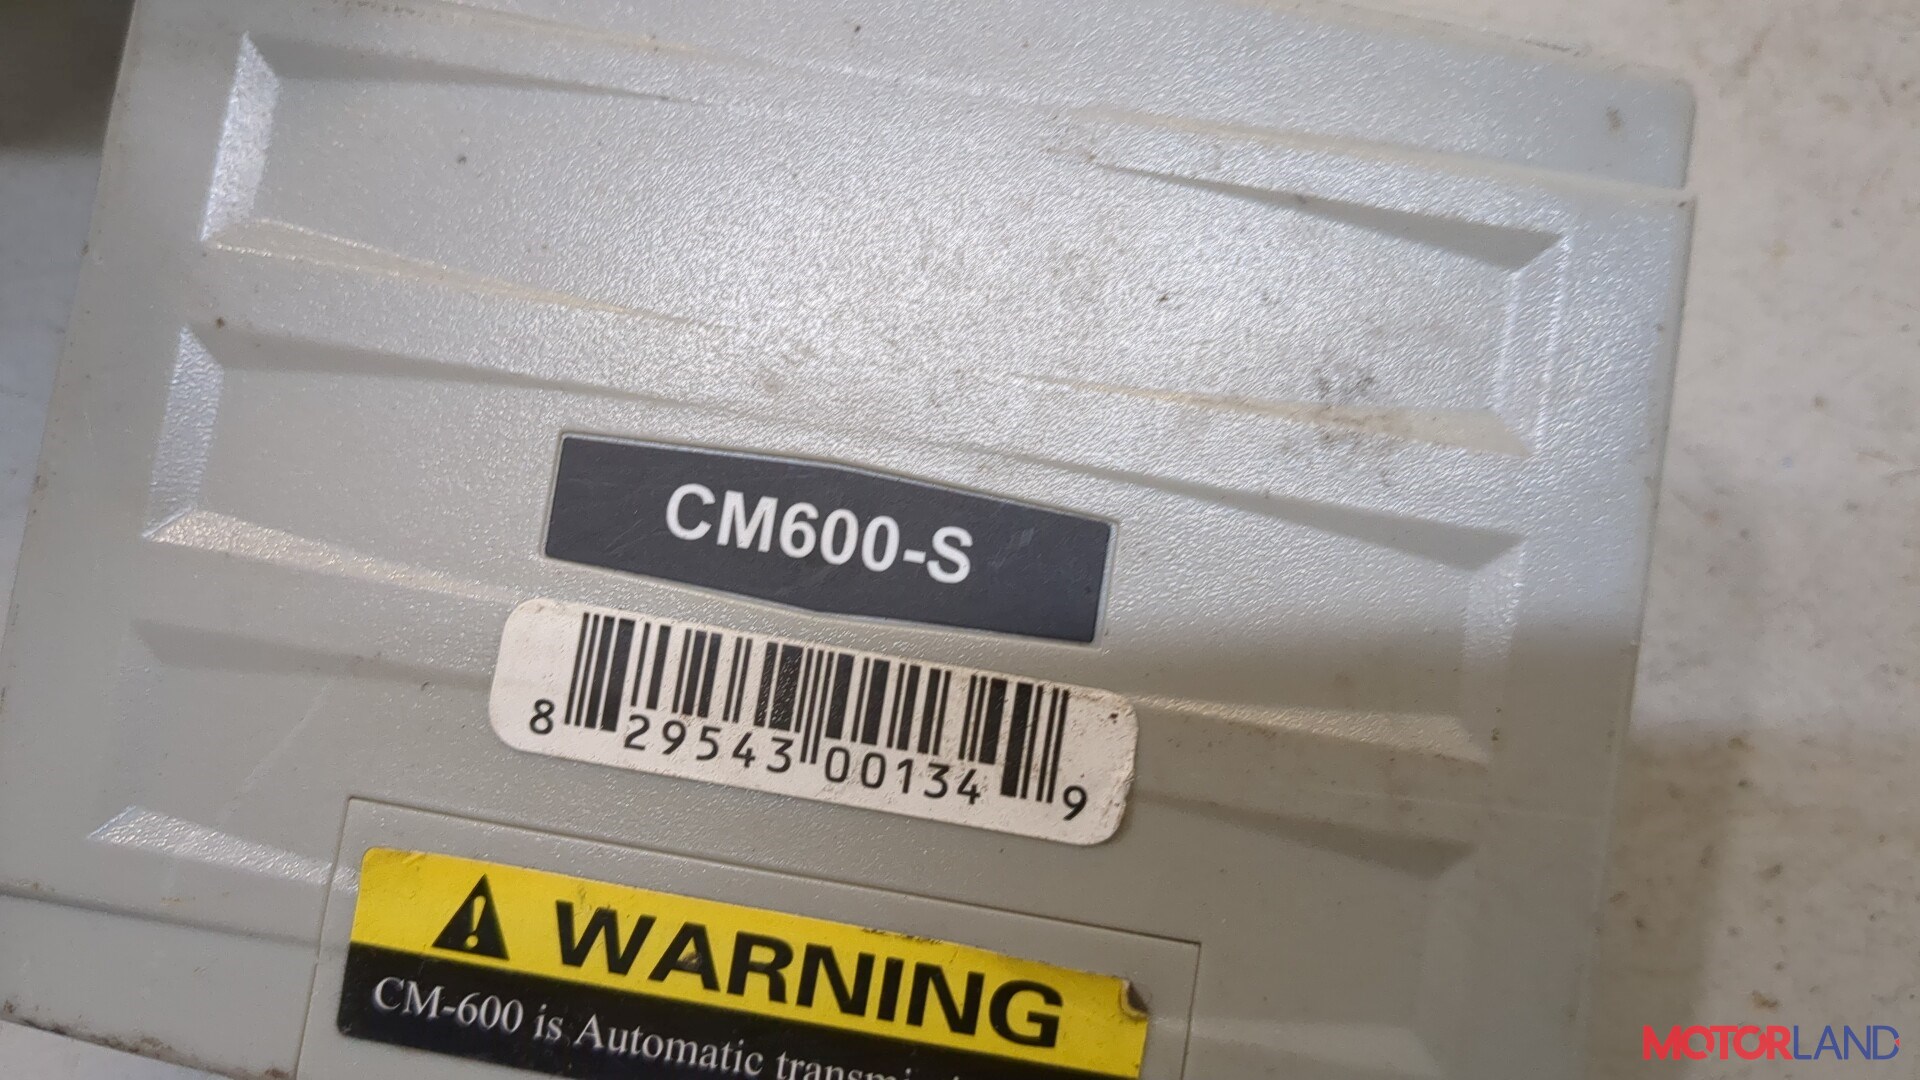 CM600-S
8 29543 00134 9
WARNING
CM-600 is Automatic
MOTORLAND